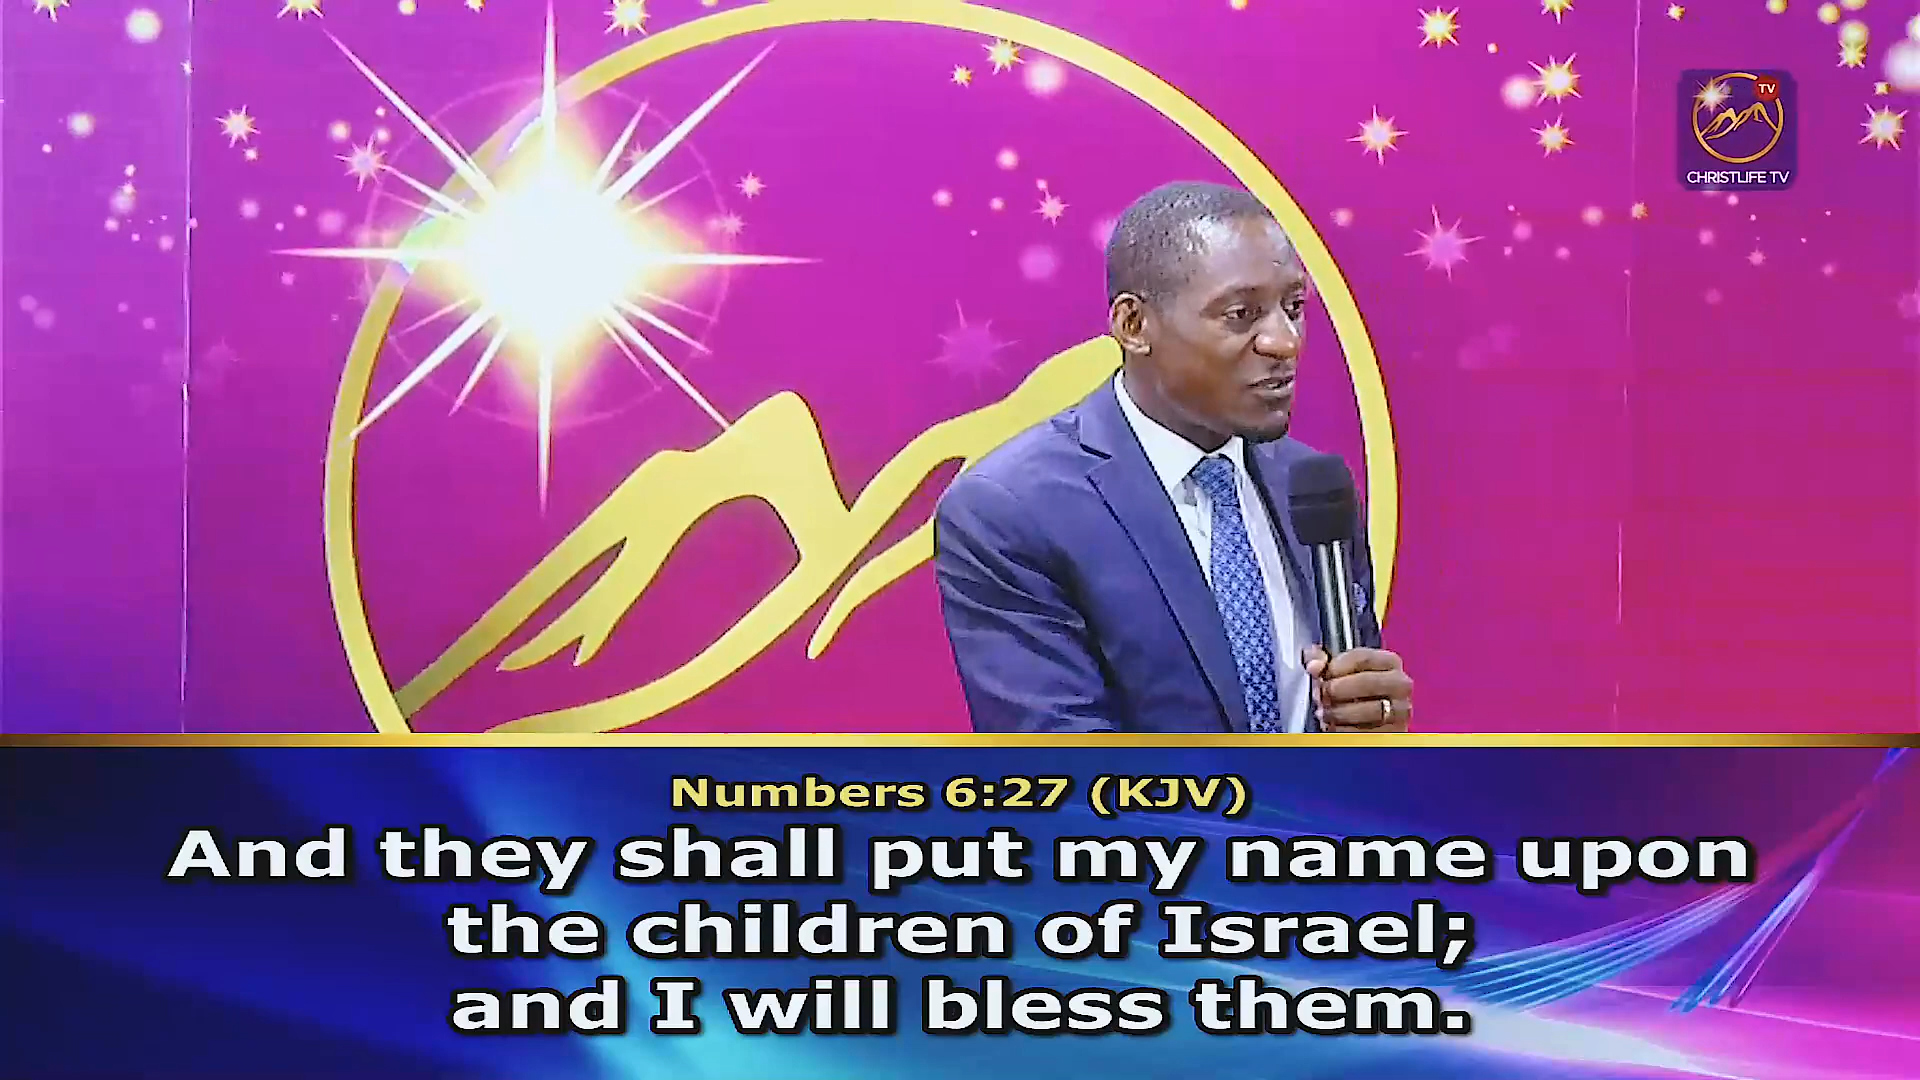 TV
CHRISTLIFE TV
Numbers 6:27 (KJV)
And they shall put my name upon
the children of Israel;
and I will bless them.